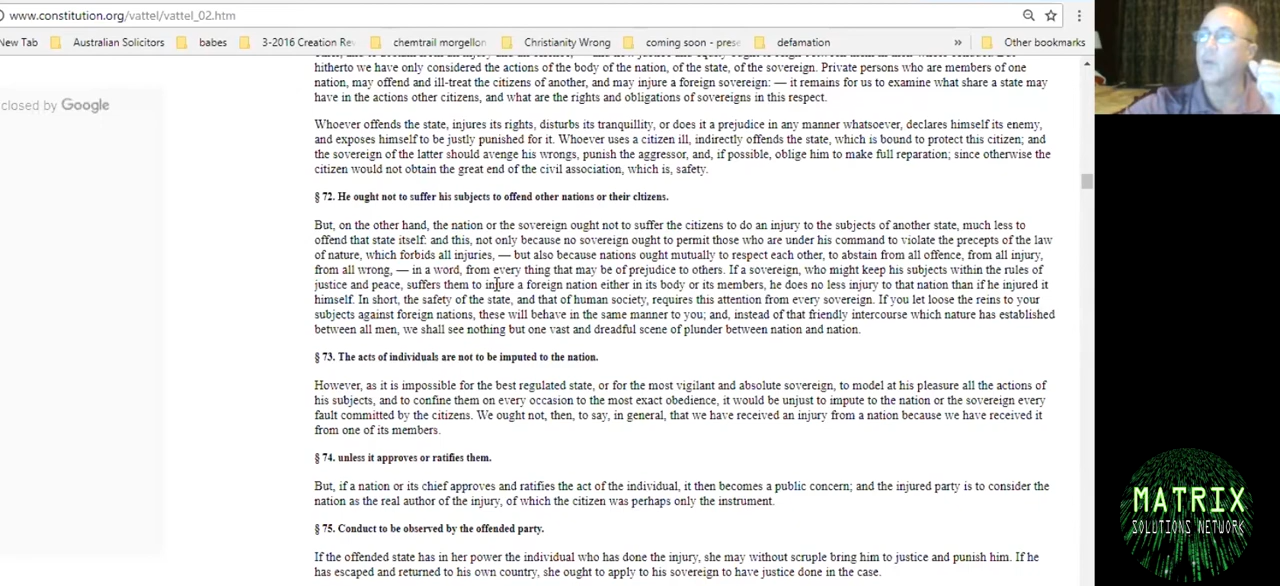 www.constitution.org/vattel/vattel_02.htm
New Tab Australian Solicitors babes 3-2016 Creation Re chemtrail morgellon Christianity Wrong coming soon - prese defamation » Other bookmarks
closed by Google
hitherto we have only considered the actions of the body of the nation, of the state, of the sovereign. Private persons who are members of one
nation, may offend and ill-treat the citizens of another, and may injure a foreign sovereign: — it remains for us to examine what share a state may
have in the actions other citizens, and what are the rights and obligations of sovereigns in this respect.
Whoever offends the state, injures its rights, disturbs its tranquillity, or does it a prejudice in any manner whatsoever, declares himself its enemy,
and exposes himself to be justly punished for it. Whoever uses a citizen ill, indirectly offends the state, which is bound to protect this citizen; and
the sovereign of the latter should avenge his wrongs, punish the aggressor, and, if possible, oblige him to make full reparation; since otherwise the
citizen would not obtain the great end of the civil association, which is, safety.
§ 72. He ought not to suffer his subjects to offend other nations or their cltizens.
But, on the other hand, the nation or the sovereign ought not to suffer the citizens to do an injury to the subjects of another state, much less to
offend that state itself: and this, not only because no sovereign ought to permit those who are under his command to violate the precepts of the law
of nature, which forbids all injuries, — but also because nations ought mutually to respect each other, to abstain from all offence, from all injury,
from all wrong, — in a word, from every thing that may be of prejudice to others. If a sovereign, who might keep his subjects within the rules of
justice and peace, suffers them to injure a foreign nation either in its body or its members, he does no less injury to that nation than if he injured it
himself. In short, the safety of the state, and that of human society, requires this attention from every sovereign. If you let loose the reins to your
subjects against foreign nations, these will behave in the same manner to you; and, instead of that friendly intercourse which nature has established
between all men, we shall see nothing but one vast and dreadful scene of plunder between nation and nation.
§ 73. The acts of individuals are not to be imputed to the nation.
However, as it is impossible for the best regulated state, or for the most vigilant and absolute sovereign, to model at his pleasure all the actions of
his subjects, and to confine them on every occasion to the most exact obedience, it would be unjust to impute to the nation or the sovereign every
fault committed by the citizens. We ought not, then, to say, in general, that we have received an injury from a nation because we have received it
from one of its members.
§ 74. unless it approves or ratifies them.
But, if a nation or its chief approves and ratifies the act of the individual, it then becomes a public concern; and the injured party is to consider the
nation as the real author of the injury, of which the citizen was perhaps only the instrument.
§ 75. Conduct to be observed by the offended party.
If the offended state has in her power the individual who has done the injury, she may without scruple bring him to justice and punish him. If he
has escaped and returned to his own country, she ought to apply to his sovereign to have justice done in the case.
MATRIX
SOLUTIONS NETWORK